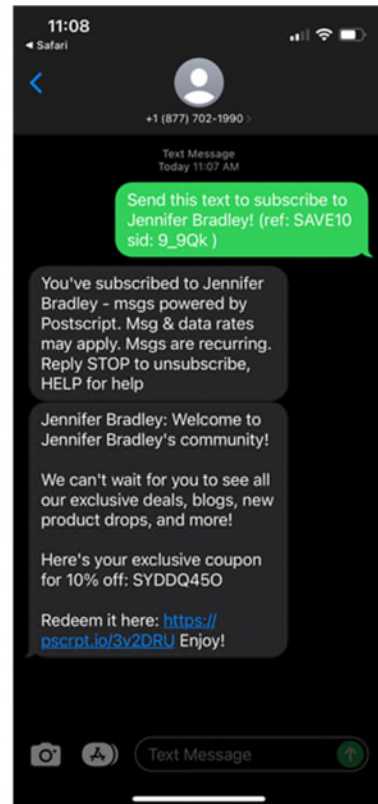 11:08
◀ Safari
+1 (877) 702-1990 >
Text Message
Today 11:07 AM
Send this text to subscribe to
Jennifer Bradley! (ref: SAVE10
sid: 9_9Qk )
You've subscribed to Jennifer
Bradley - msgs powered by
Postscript. Msg & data rates
may apply. Msgs are recurring.
Reply STOP to unsubscribe,
HELP for help
Jennifer Bradley: Welcome to
Jennifer Bradley's community!
We can't wait for you to see all
our exclusive deals, blogs, new
product drops, and more!
Here's your exclusive coupon
for 10% off: SYDDQ45O
Redeem it here: https://
pscrpt.io/3v2DRU Enjoy!
Text Message